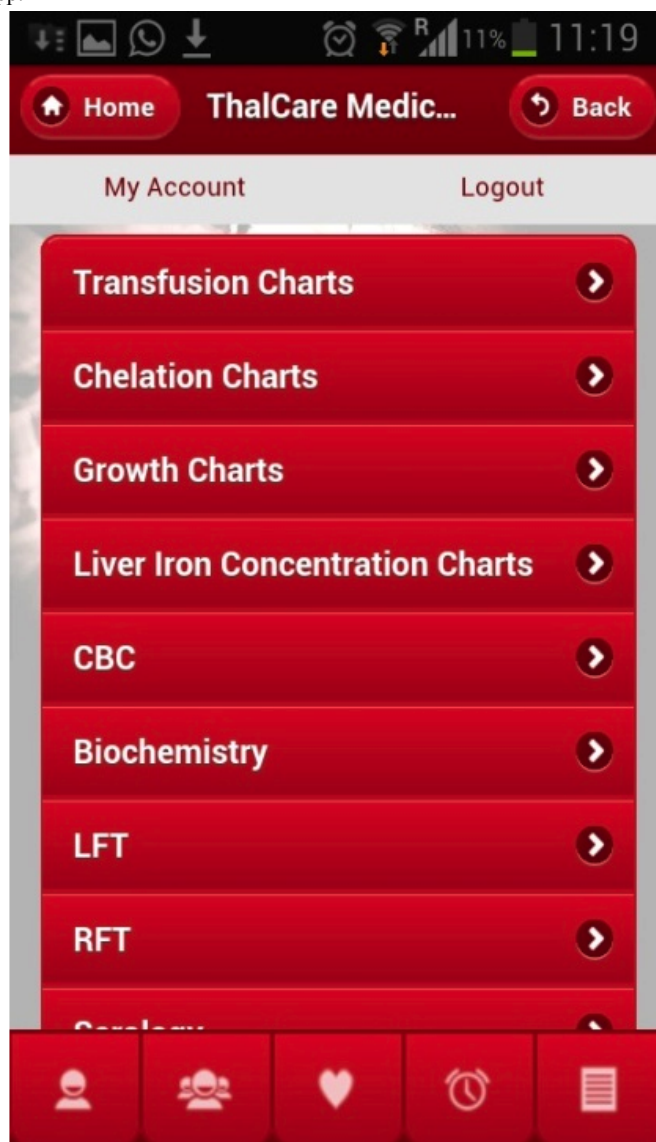 R 11% 11:19
Home ThalCare Medic... Back
My Account Logout
Transfusion Charts
Chelation Charts
Growth Charts
Liver Iron Concentration Charts
CBC
Biochemistry
LFT
RFT
Serology